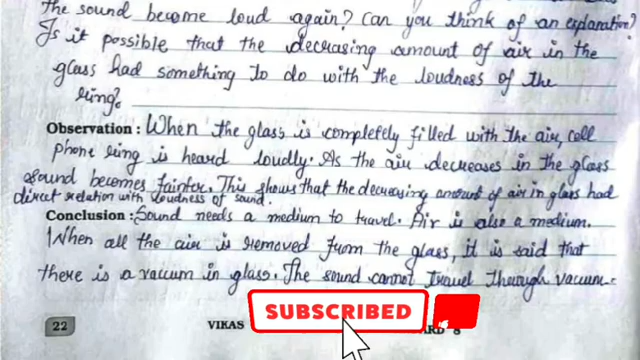 the sound become loud again? Can you think of an explanation?
Is it possible that the decrasing amount of air in the
glass had something to do with the loudness of the
ring?
Observation : When the glass is completely filled with the air, cell
phone ring is heard loudly. As the air decreases in the glass
sound becomes fainter. This shows that the decreasing amount of air in glass had
direct relation with loudness of sound.
Conclusion : Sound needs a medium to travel. Air is also a medium.
When all the air is removed from the glass, it is said that
there is a vaccum in glass. The sound cannot travel through vacuum.
22 VIKAS 8
SUBSCRIBED